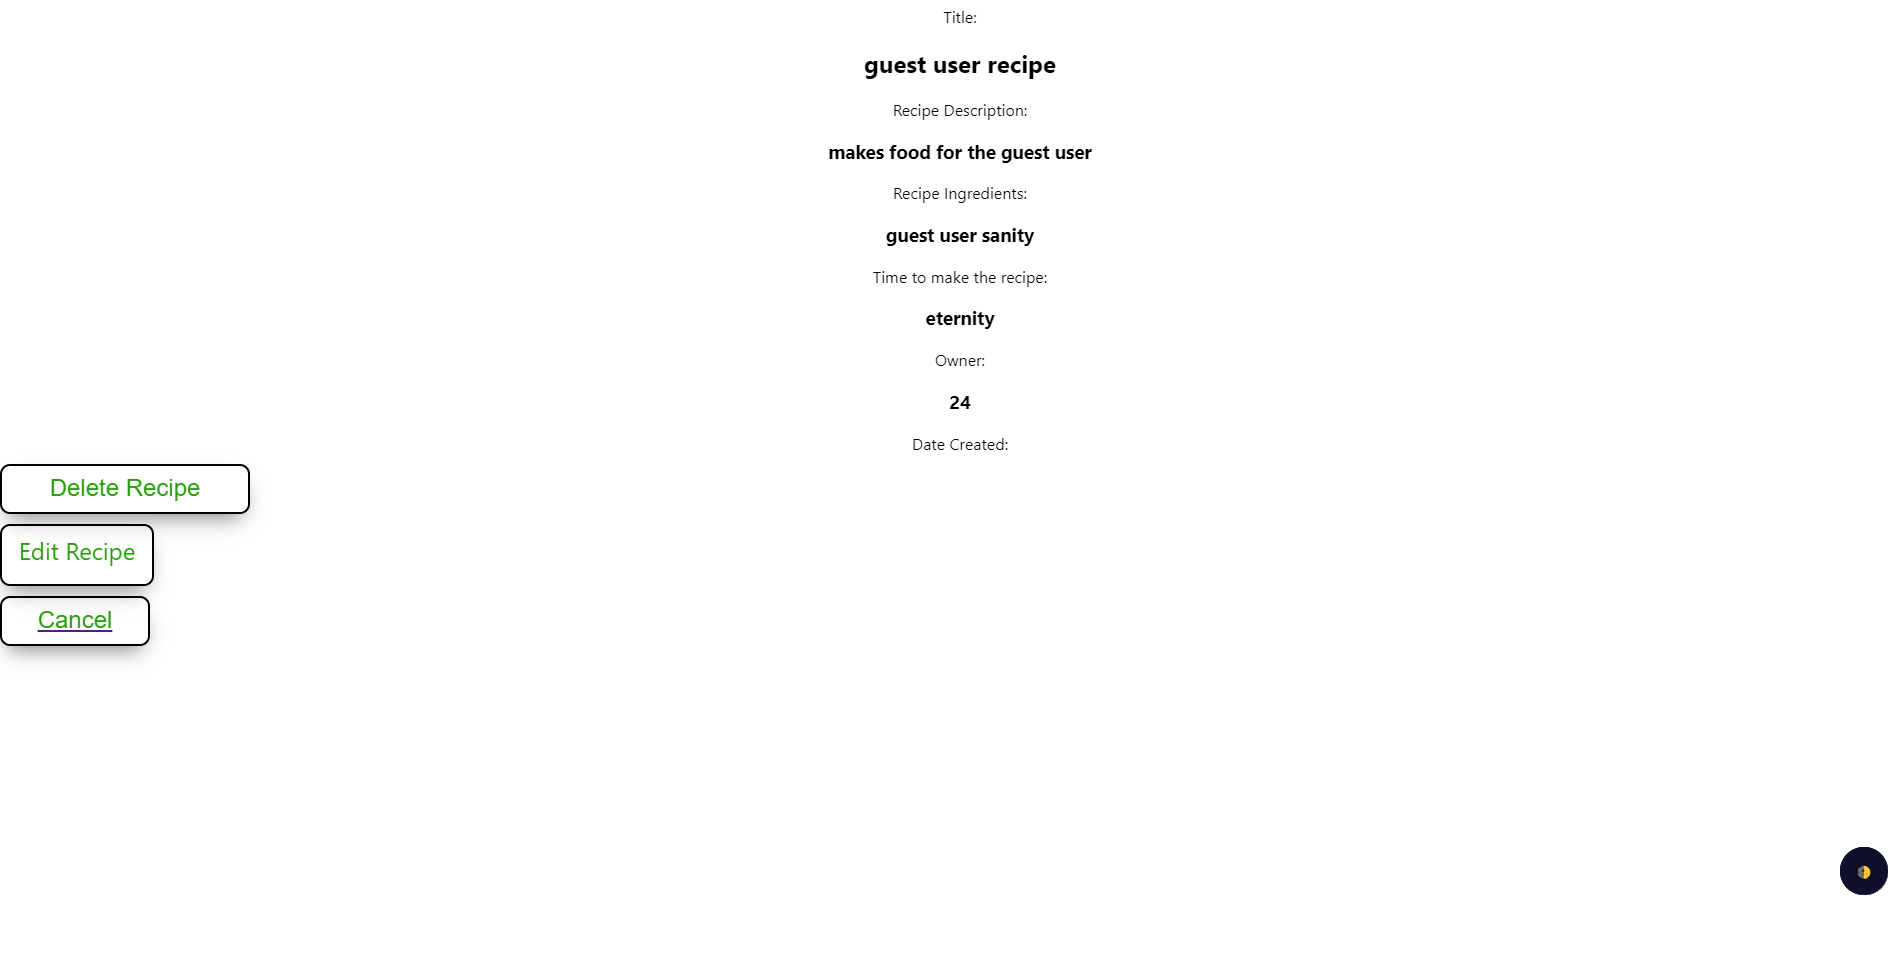 Title:
guest user recipe
Recipe Description:
makes food for the guest user
Recipe Ingredients:
guest user sanity
Time to make the recipe:
eternity
Owner:
24
Date Created:
Delete Recipe
Edit Recipe
Cancel